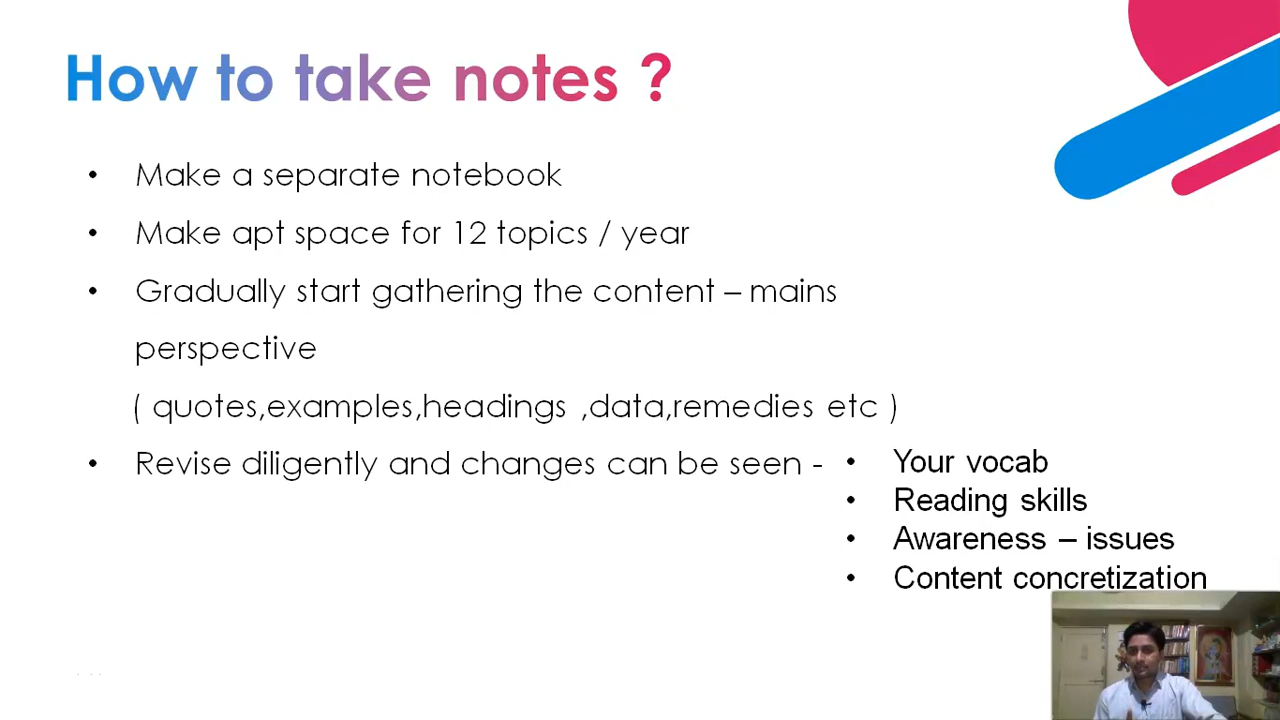 How to take notes ?
• Make a separate notebook
• Make apt space for 12 topics / year
• Gradually start gathering the content – mains
perspective
( quotes,examples,headings ,data,remedies etc )
• Revise diligently and changes can be seen -
• Your vocab
• Reading skills
• Awareness – issues
• Content concretization